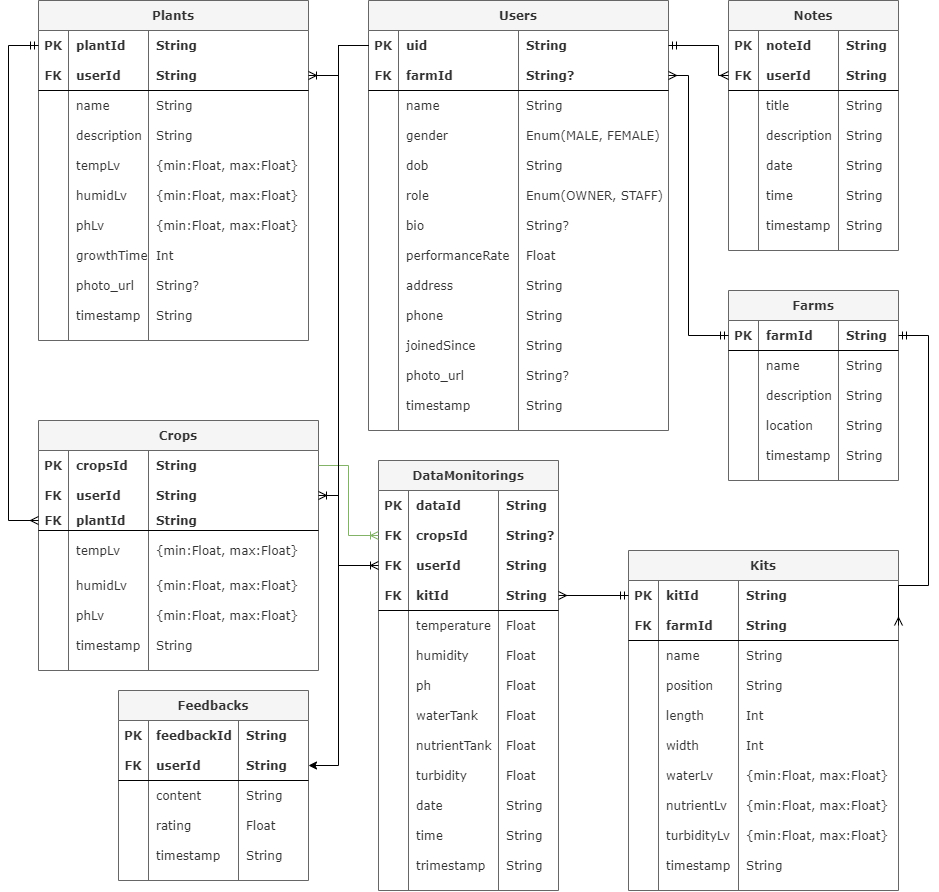 Plants
PK plantId String
FK userId String
name String
description String
tempLv {min:Float, max:Float}
humidLv {min:Float, max:Float}
phLv {min:Float, max:Float}
growthTime Int
photo_url String?
timestamp String
Users
PK uid String
FK farmId String?
name String
gender Enum(MALE, FEMALE)
dob String
role Enum(OWNER, STAFF)
bio String?
performanceRate Float
address String
phone String
joinedSince String
photo_url String?
timestamp String
Notes
PK noteId String
FK userId String
title String
description String
date String
time String
timestamp String
Farms
PK farmId String
name String
description String
location String
timestamp String
Crops
PK cropsId String
FK userId String
FK plantId String
tempLv {min:Float, max:Float}
humidLv {min:Float, max:Float}
phLv {min:Float, max:Float}
timestamp String
DataMonitorings
PK dataId String
FK cropsId String?
FK userId String
FK kitId String
temperature Float
humidity Float
ph Float
waterTank Float
nutrientTank Float
turbidity Float
date String
time String
trimestamp String
Kits
PK kitId String
FK farmId String
name String
position String
length Int
width Int
waterLv {min:Float, max:Float}
nutrientLv {min:Float, max:Float}
turbidityLv {min:Float, max:Float}
timestamp String
Feedbacks
PK feedbackId String
FK userId String
content String
rating Float
timestamp String